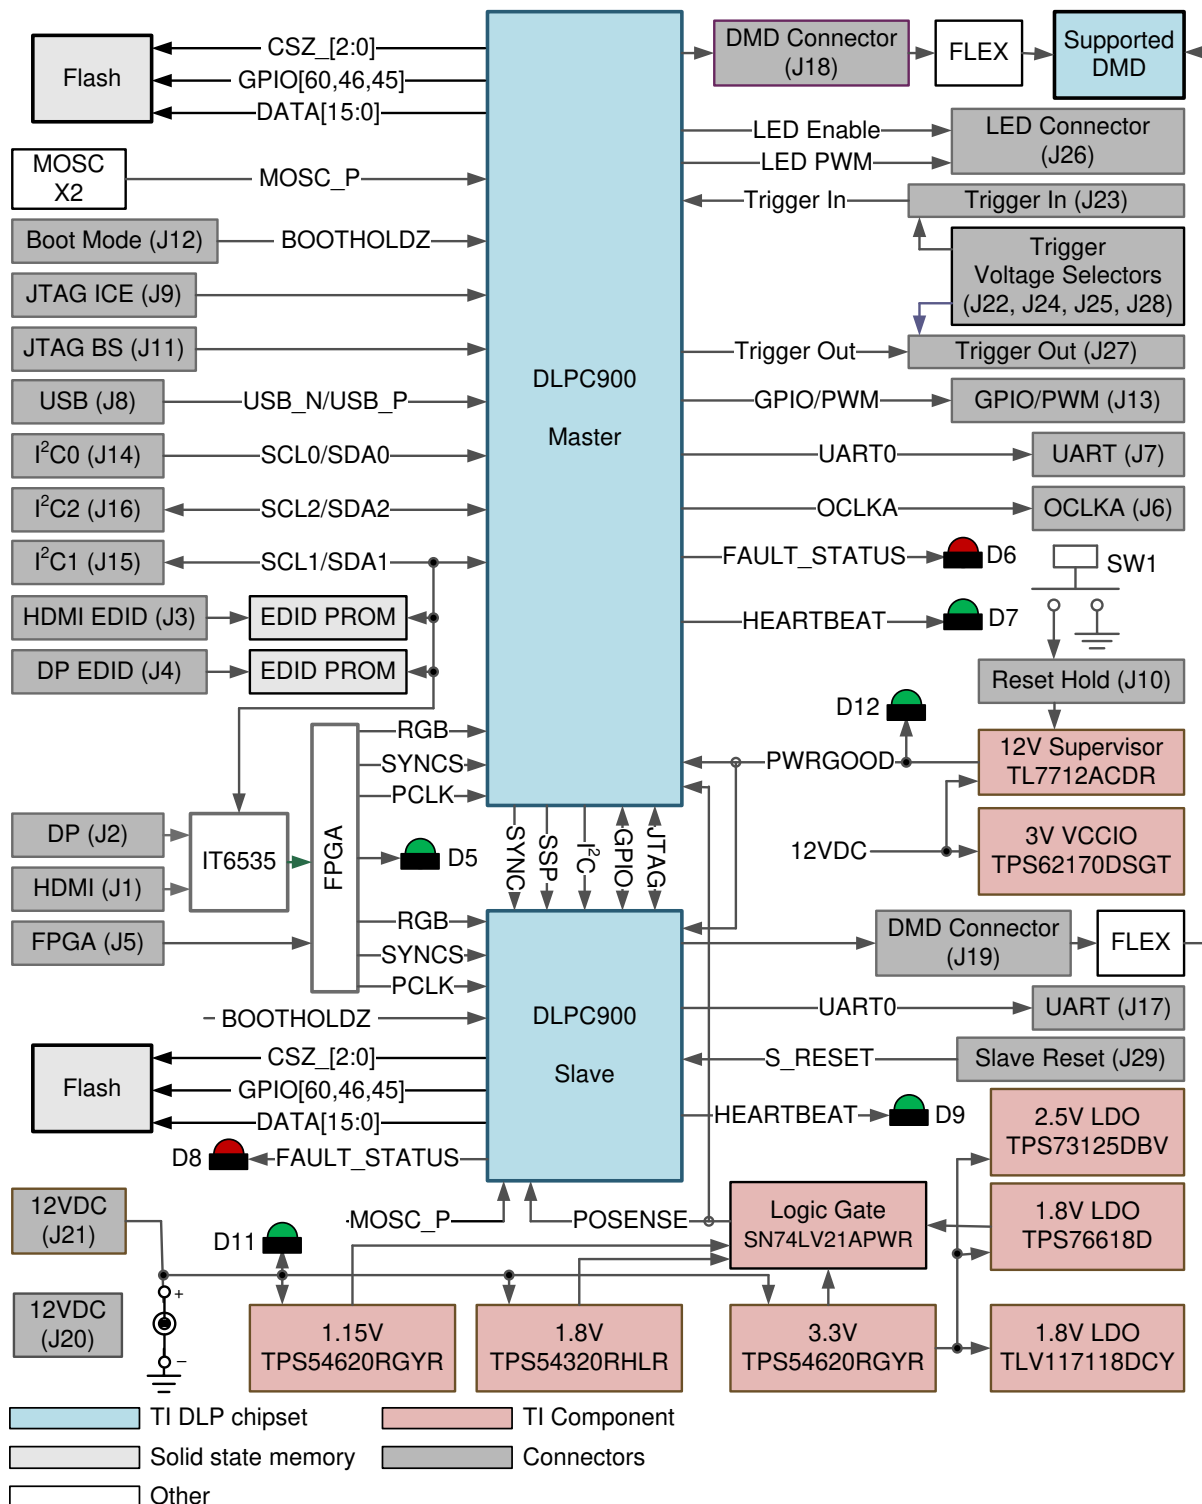 Flash
CSZ_[2:0]
GPIO[60,46,45]
DATA[15:0]
DMD Connector
(J18)
FLEX
Supported
DMD
LED Enable
LED PWM
LED Connector
(J26)
MOSC
X2
MOSC_P
Trigger In
Trigger In (J23)
Boot Mode (J12)
BOOTHOLDZ
Trigger
Voltage Selectors
(J22, J24, J25, J28)
JTAG ICE (J9)
JTAG BS (J11)
Trigger Out
Trigger Out (J27)
DLPC900
Master
USB (J8)
USB_N/USB_P
GPIO/PWM
GPIO/PWM (J13)
I²C0 (J14)
SCL0/SDA0
UART0
UART (J7)
I²C2 (J16)
SCL2/SDA2
OCLKA
OCLKA (J6)
I²C1 (J15)
SCL1/SDA1
FAULT_STATUS
D6
SW1
HDMI EDID (J3)
EDID PROM
HEARTBEAT
D7
DP EDID (J4)
EDID PROM
Reset Hold (J10)
D12
RGB
SYNCS
PCLK
PWRGOOD
12V Supervisor
TL7712ACDR
DP (J2)
HDMI (J1)
IT6535
FPGA
D5
SYNC
SSP
I²C
GPIO
JTAG
12VDC
3V VCCIO
TPS62170DSGT
FPGA (J5)
RGB
SYNCS
PCLK
DMD Connector
(J19)
FLEX
BOOTHOLDZ
DLPC900
Slave
UART0
UART (J17)
Flash
CSZ_[2:0]
GPIO[60,46,45]
DATA[15:0]
S_RESET
Slave Reset (J29)
HEARTBEAT
D9
2.5V LDO
TPS73125DBV
D8
FAULT_STATUS
12VDC
(J21)
D11
MOSC_P
POSENSE
Logic Gate
SN74LV21APWR
1.8V LDO
TPS76618D
12VDC
(J20)
+
–
1.15V
TPS54620RGYR
1.8V
TPS54320RHLR
3.3V
TPS54620RGYR
1.8V LDO
TLV117118DCY
TI DLP chipset
TI Component
Solid state memory
Connectors
Other